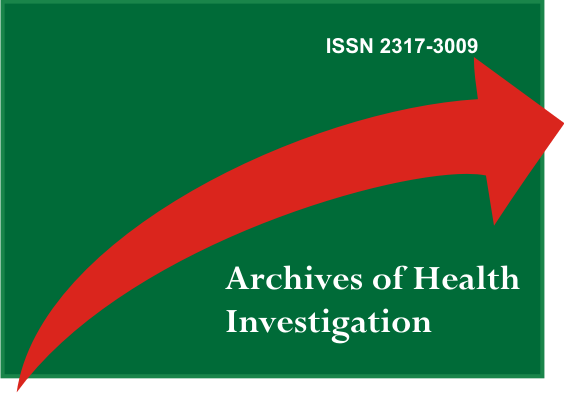 ISSN 2317-3009
Archives of Health
Investigation